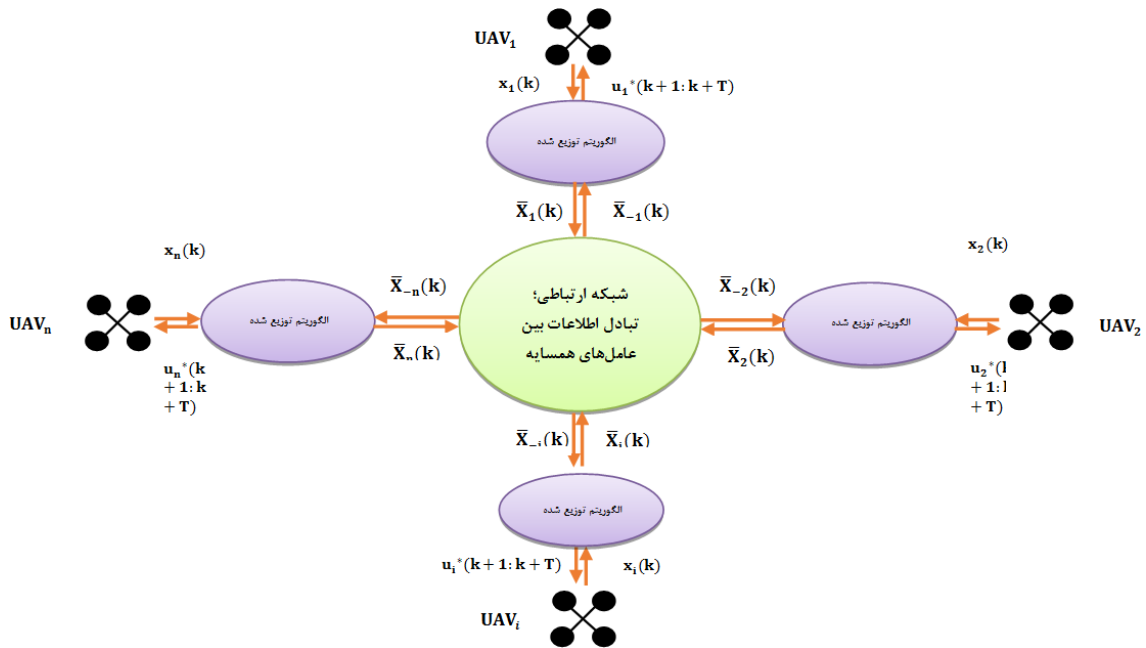 UAV₁
x₁(k)
u₁*(k+1:k+T)
الگوریتم توزیع شده
X̄₁(k)
X̄₋₁(k)
xₙ(k)
x₂(k)
UAVₙ
الگوریتم توزیع شده
X̄₋ₙ(k)
X̄ₙ(k)
uₙ*(k
+ 1: k
+ T)
شبکه ارتباطی؛
تبادل اطلاعات بین
عامل‌های همسایه
X̄₋₂(k)
X̄₂(k)
الگوریتم توزیع شده
UAV₂
u₂*(
+ 1:
+ T)
X̄₋ᵢ(k)
X̄ᵢ(k)
الگوریتم توزیع شده
uᵢ*(k+1:k+T)
xᵢ(k)
UAVᵢ